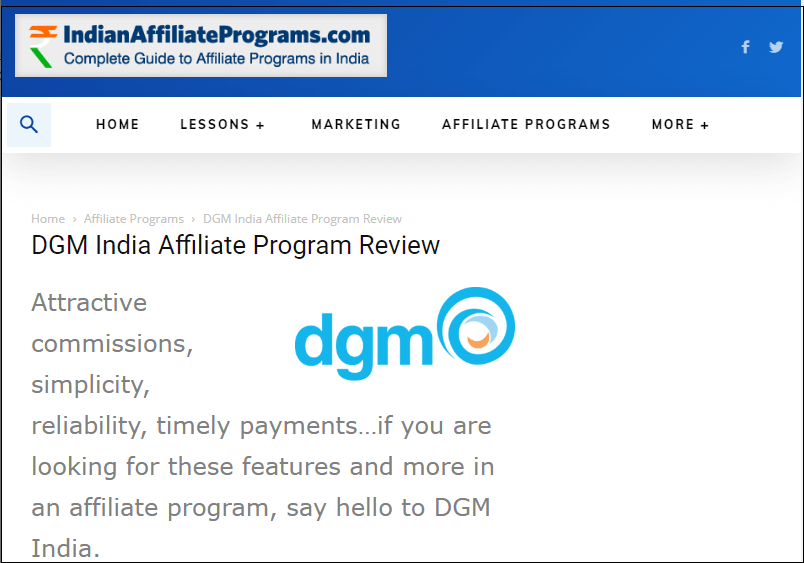 IndianAffiliatePrograms.com
Complete Guide to Affiliate Programs in India
HOME LESSONS + MARKETING AFFILIATE PROGRAMS MORE +
Home › Affiliate Programs › DGM India Affiliate Program Review
DGM India Affiliate Program Review
Attractive
commissions,
simplicity,
dgm
reliability, timely payments…if you are
looking for these features and more in
an affiliate program, say hello to DGM
India.